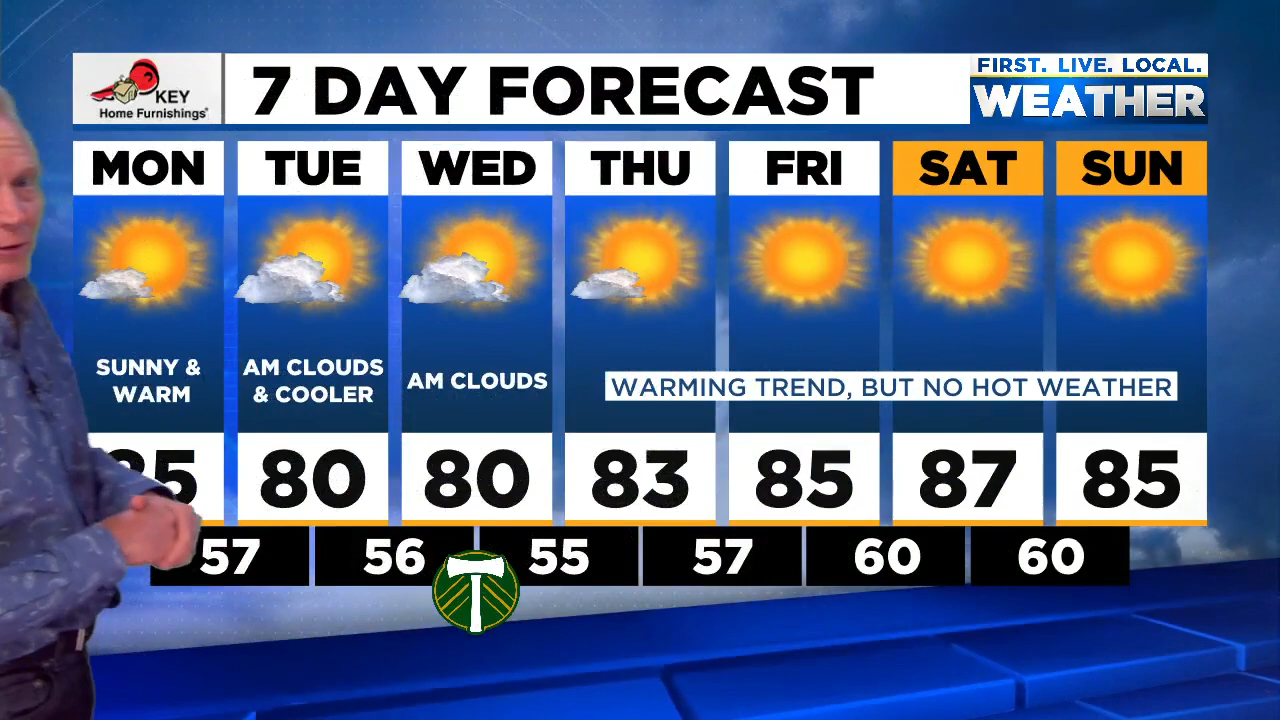 KEY
Home Furnishings®
7 DAY FORECAST
FIRST. LIVE. LOCAL.
WEATHER
MON TUE WED THU FRI SAT SUN
SUNNY &
WARM
AM CLOUDS
& COOLER
AM CLOUDS
WARMING TREND, BUT NO HOT WEATHER
80 80 83 85 87 85
57 56 55 57 60 60